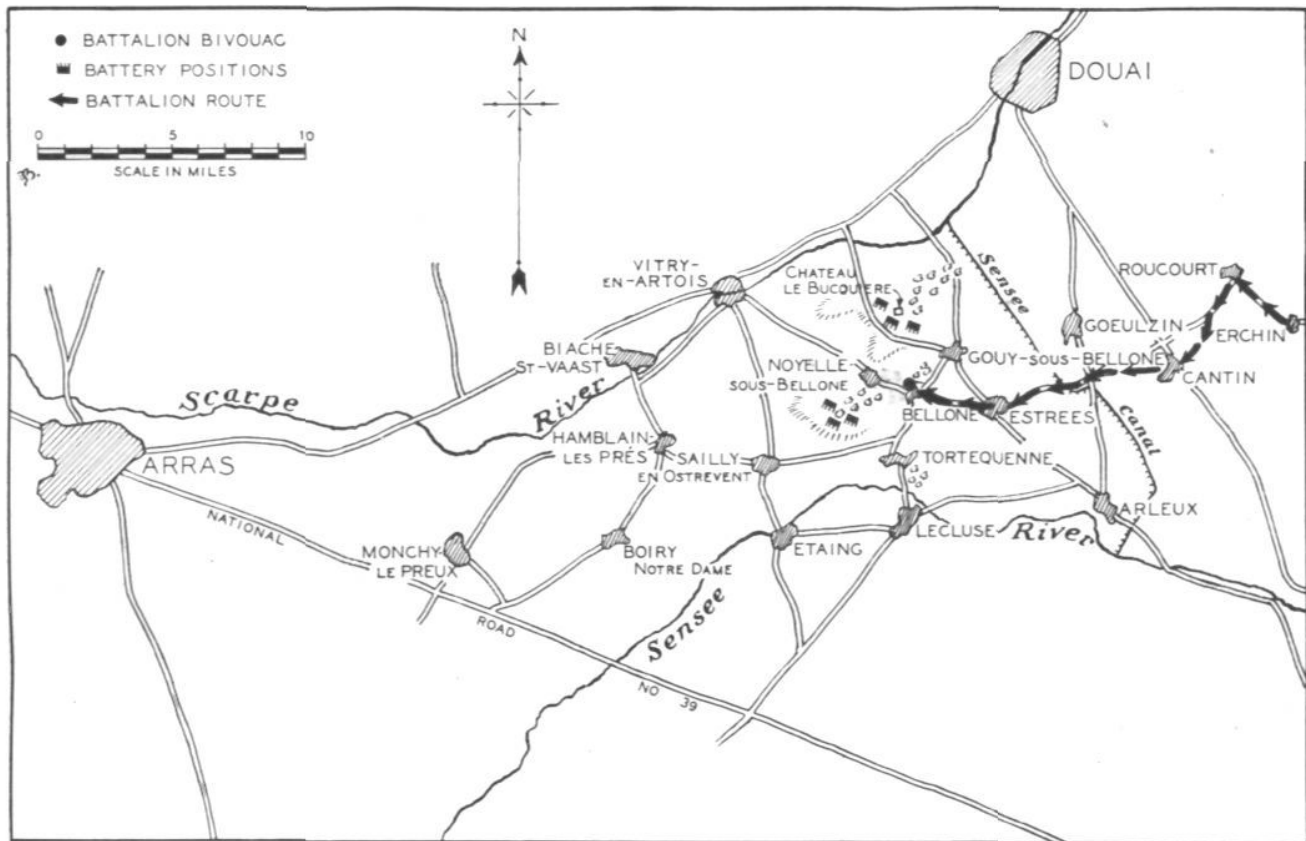 BATTALION BIVOUAC
BATTERY POSITIONS
BATTALION ROUTE
0 5 10
SCALE IN MILES
N
DOUAI
VITRY-
EN-ARTOIS
CHATEAU
LE BUCQUIERE
Sensee
Canal
ROUCOURT
ERCHIN
GOEULZIN
CANTIN
BIACHE
ST-VAAST
NOYELLE
SOUS-BELLONE
GOUY-SOUS-BELLONE
BELLONE
ESTREES
Scarpe
River
ARRAS
HAMBLAIN-
LES PRÉS
SAILLY
EN OSTREVENT
TORTEQUENNE
ARLEUX
NATIONAL
ROAD
NO 39
MONCHY-
LE PREUX
BOIRY
NOTRE DAME
ETAING
LECLUSE
Sensee
River